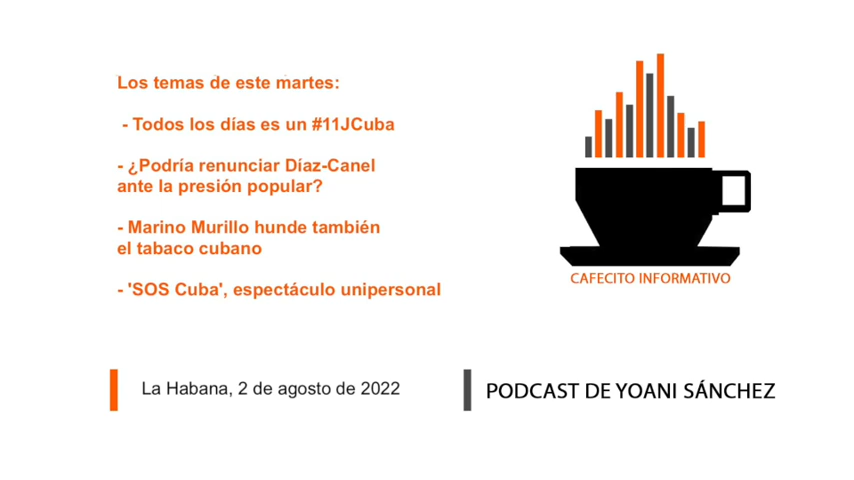 Los temas de este martes:
- Todos los días es un #11JCuba
- ¿Podría renunciar Díaz-Canel
ante la presión popular?
- Marino Murillo hunde también
el tabaco cubano
- 'SOS Cuba', espectáculo unipersonal
CAFECITO INFORMATIVO
La Habana, 2 de agosto de 2022
PODCAST DE YOANI SÁNCHEZ